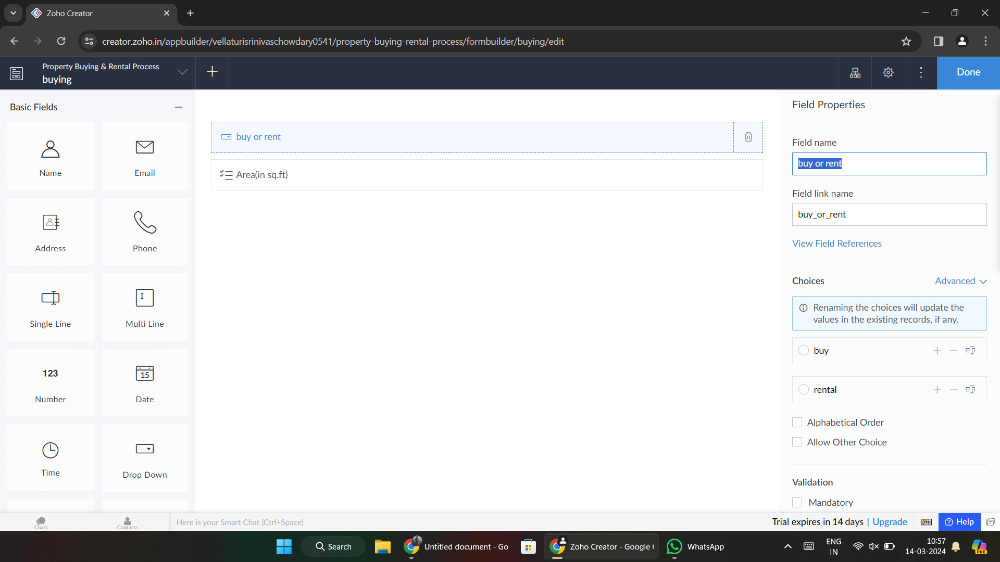 Zoho Creator
creator.zoho.in/appbuilder/vellaturisrinivaschowdary0541/property-buying-rental-process/formbuilder/buying/edit
Property Buying & Rental Process
buying
Done
Basic Fields
Name
Email
Address
Phone
Single Line
Multi Line
123
Number
15
Date
Time
Drop Down
buy or rent
Area(in sq.ft)
Field Properties
Field name
buy or rent
Field link name
buy_or_rent
View Field References
Choices
Advanced
Renaming the choices will update the
values in the existing records, if any.
buy
rental
Alphabetical Order
Allow Other Choice
Validation
Mandatory
Chats
Contacts
Here is your Smart Chat (Ctrl+Space)
Trial expires in 14 days | Upgrade
Help
Search
Untitled document - Go
Zoho Creator - Google
WhatsApp
ENG
IN
10:57
14-03-2024
PRE